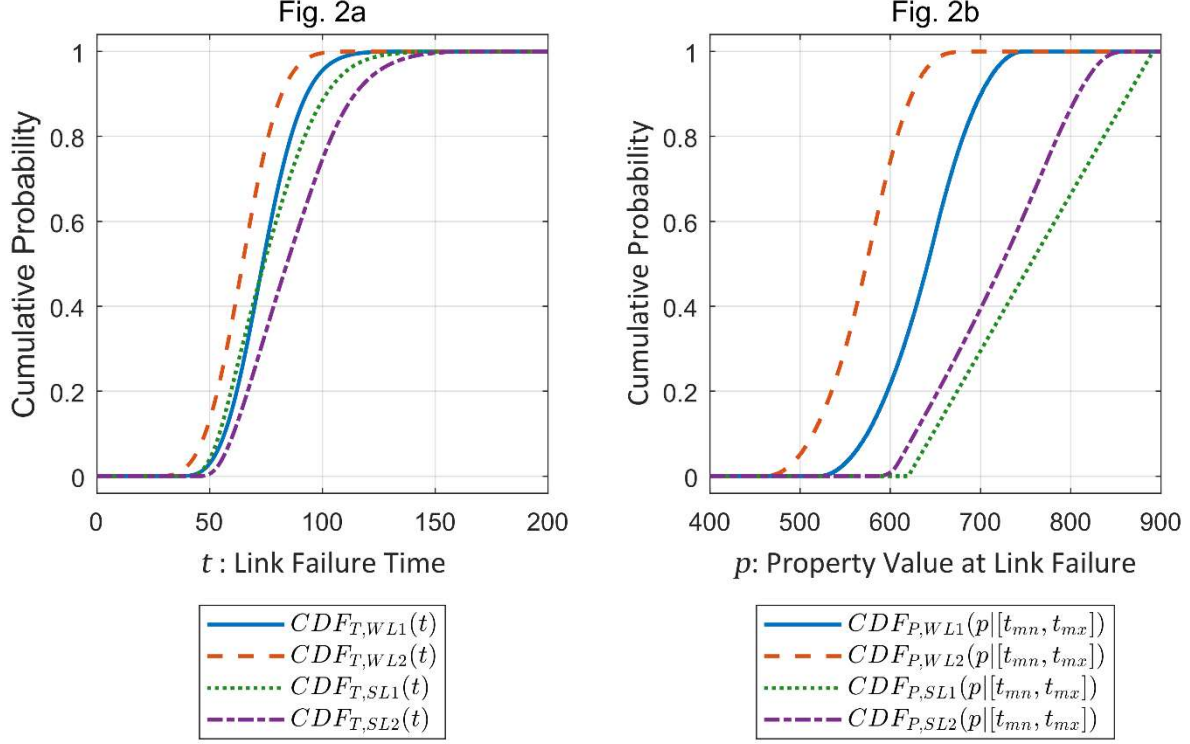 Fig. 2a
Cumulative Probability
1
0.8
0.6
0.4
0.2
0
0 50 100 150 200
t : Link Failure Time
CDF_{T,WL1}(t)
CDF_{T,WL2}(t)
CDF_{T,SL1}(t)
CDF_{T,SL2}(t)
Fig. 2b
Cumulative Probability
1
0.8
0.6
0.4
0.2
0
400 500 600 700 800 900
p: Property Value at Link Failure
CDF_{P,WL1}(p|[t_{mn}, t_{mx}])
CDF_{P,WL2}(p|[t_{mn}, t_{mx}])
CDF_{P,SL1}(p|[t_{mn}, t_{mx}])
CDF_{P,SL2}(p|[t_{mn}, t_{mx}])